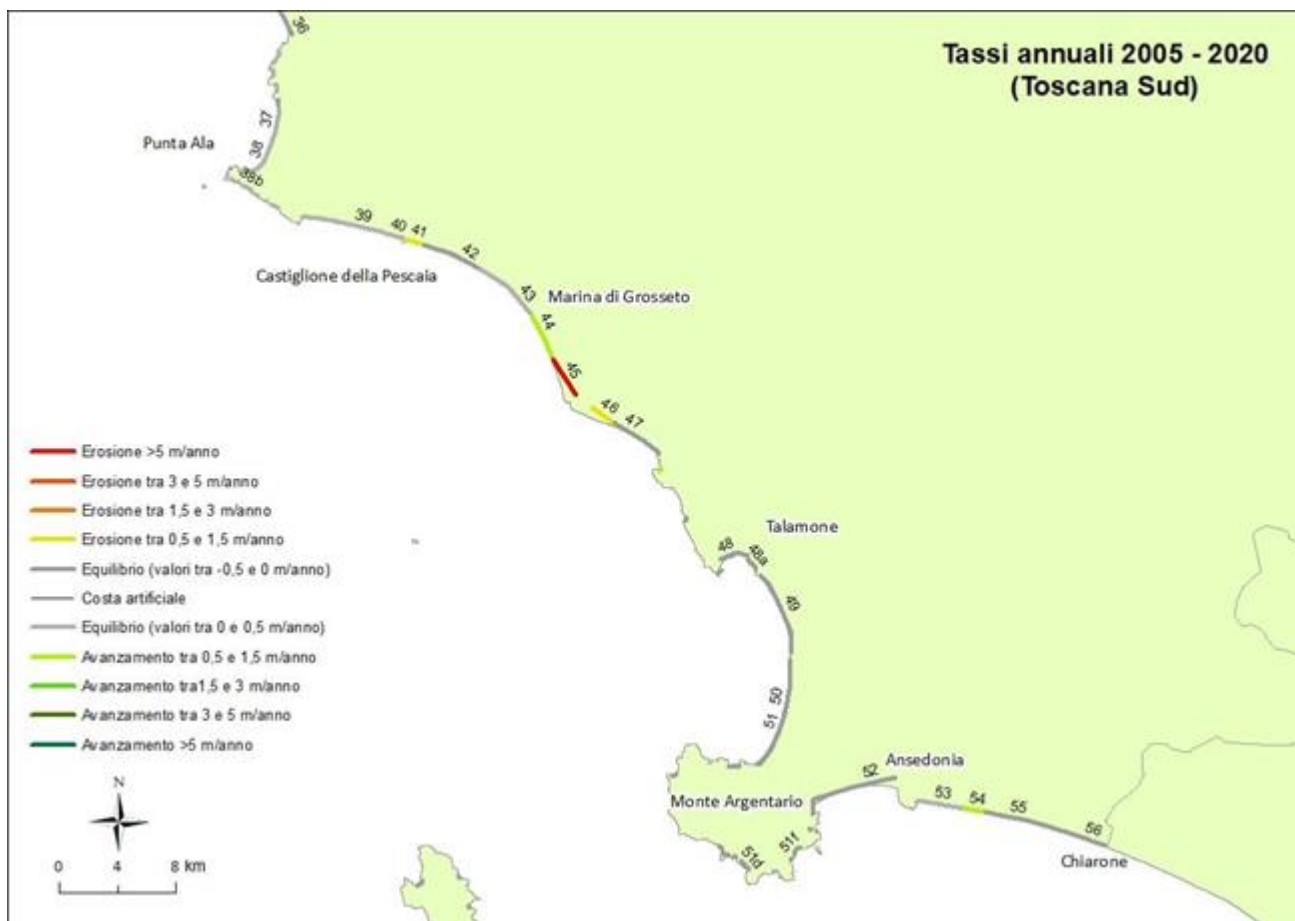 Tassi annuali 2005 - 2020
(Toscana Sud)
36
37
Punta Ala
38
38b
39
40
41
42
Castiglione della Pescaia
43
Marina di Grosseto
44
45
46
47
Erosione >5 m/anno
Erosione tra 3 e 5 m/anno
Erosione tra 1,5 e 3 m/anno
Erosione tra 0,5 e 1,5 m/anno
Equilibrio (valori tra -0,5 e 0 m/anno)
Costa artificiale
Equilibrio (valori tra 0 e 0,5 m/anno)
Avanzamento tra 0,5 e 1,5 m/anno
Avanzamento tra1,5 e 3 m/anno
Avanzamento tra 3 e 5 m/anno
Avanzamento >5 m/anno
Talamone
48
48a
49
50
51
Ansedonia
52
Monte Argentario
53
54
55
56
51f
51d
Chiarone
N
0 4 8 km